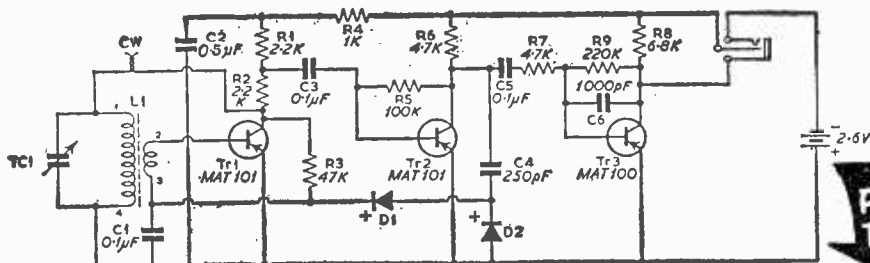 CW
C2
0.5µF
R1
2.2K
R4
1K
R6
4.7K
R7
4.7K
R9
220K
R8
6.8K
R2
2.2
K
C3
0.1µF
R5
100K
C5
0.1µF
1000pF
C6
L1
1
2
3
4
TC1
Tr1
MAT101
R3
47K
Tr2
MAT101
C4
250pF
Tr3
MAT100
-
2.6V
+
C1
0.1µF
+
D1
+
D2